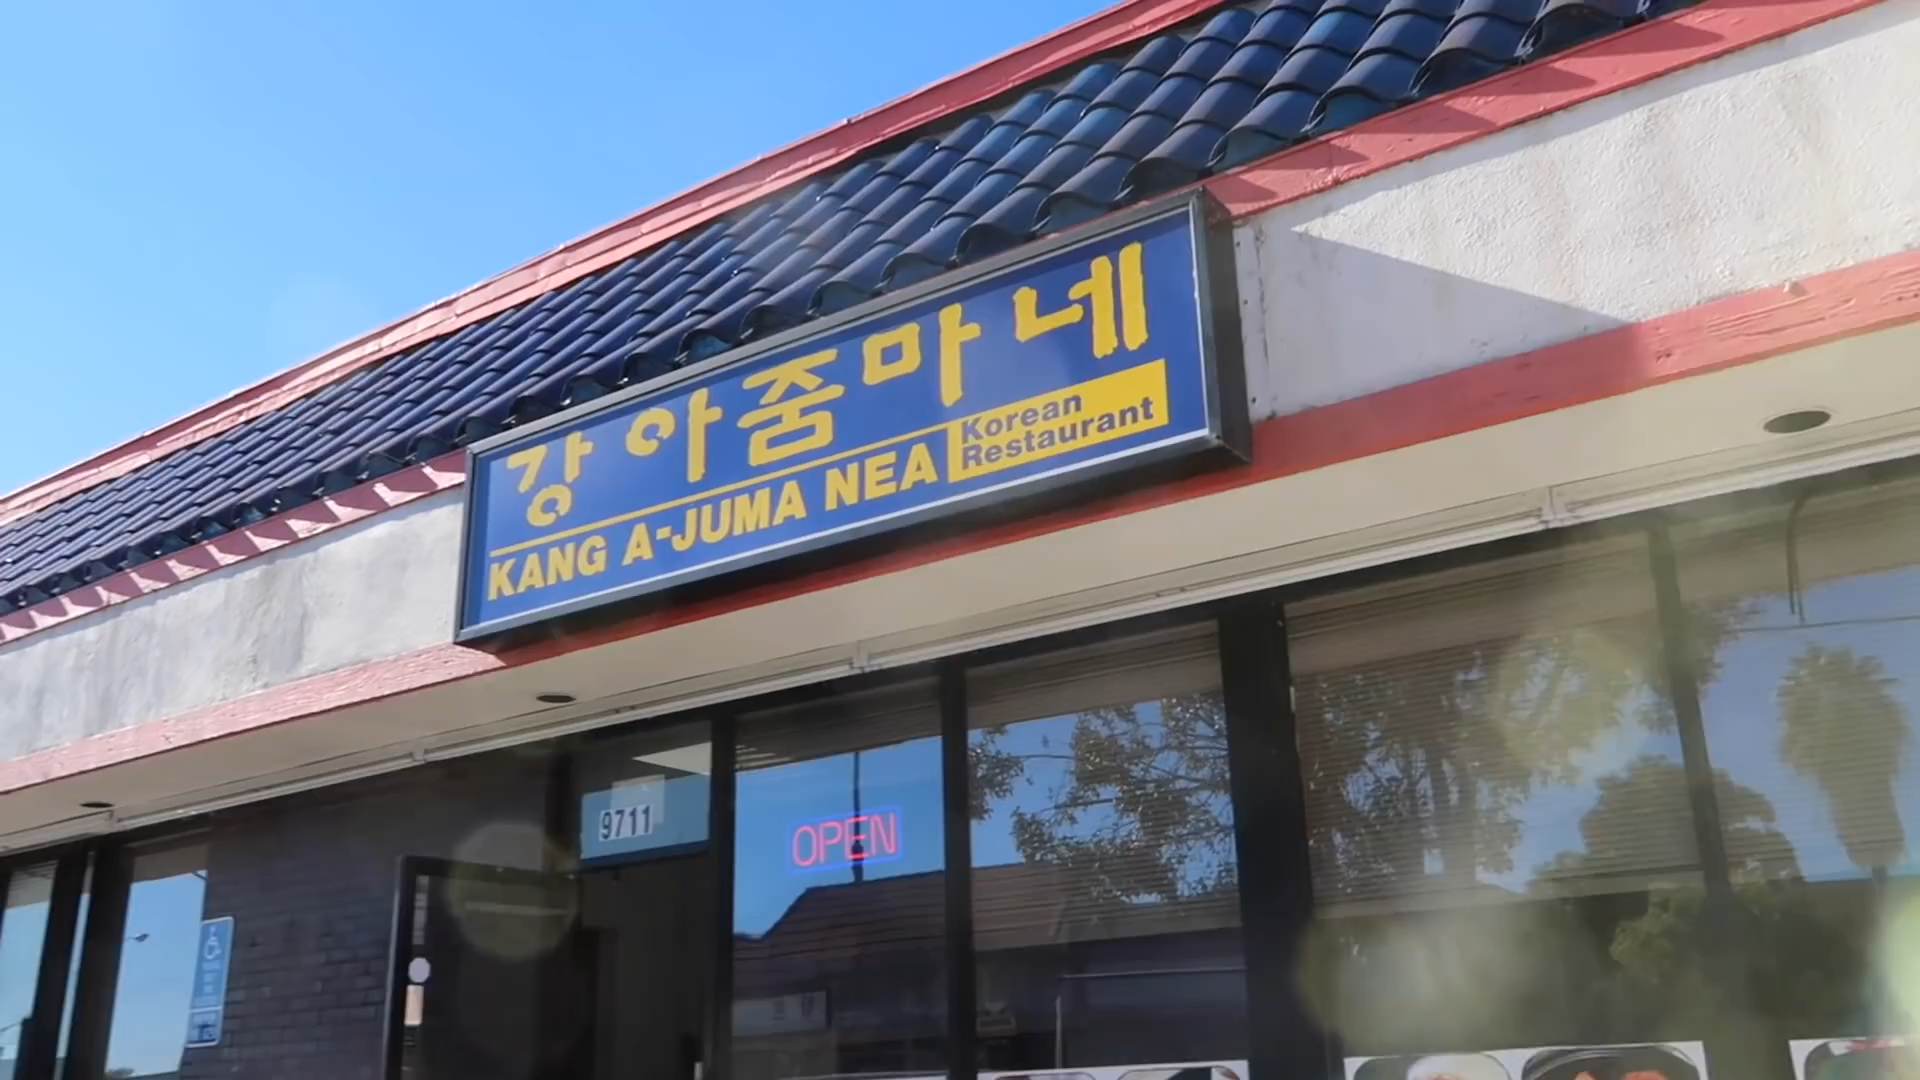 강 아줌마 네
KANG A-JUMA NEA
Korean
Restaurant
9711
OPEN